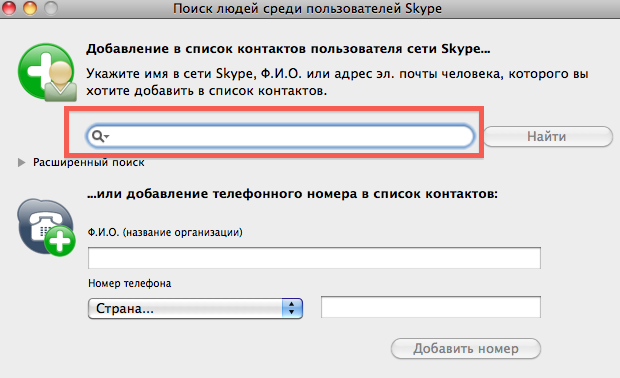 Поиск людей среди пользователей Skype
Добавление в список контактов пользователя сети Skype...
Укажите имя в сети Skype, Ф.И.О. или адрес эл. почты человека, которого вы
хотите добавить в список контактов.
Найти
Расширенный поиск
...или добавление телефонного номера в список контактов:
Ф.И.О. (название организации)
Номер телефона
Страна...
Добавить номер